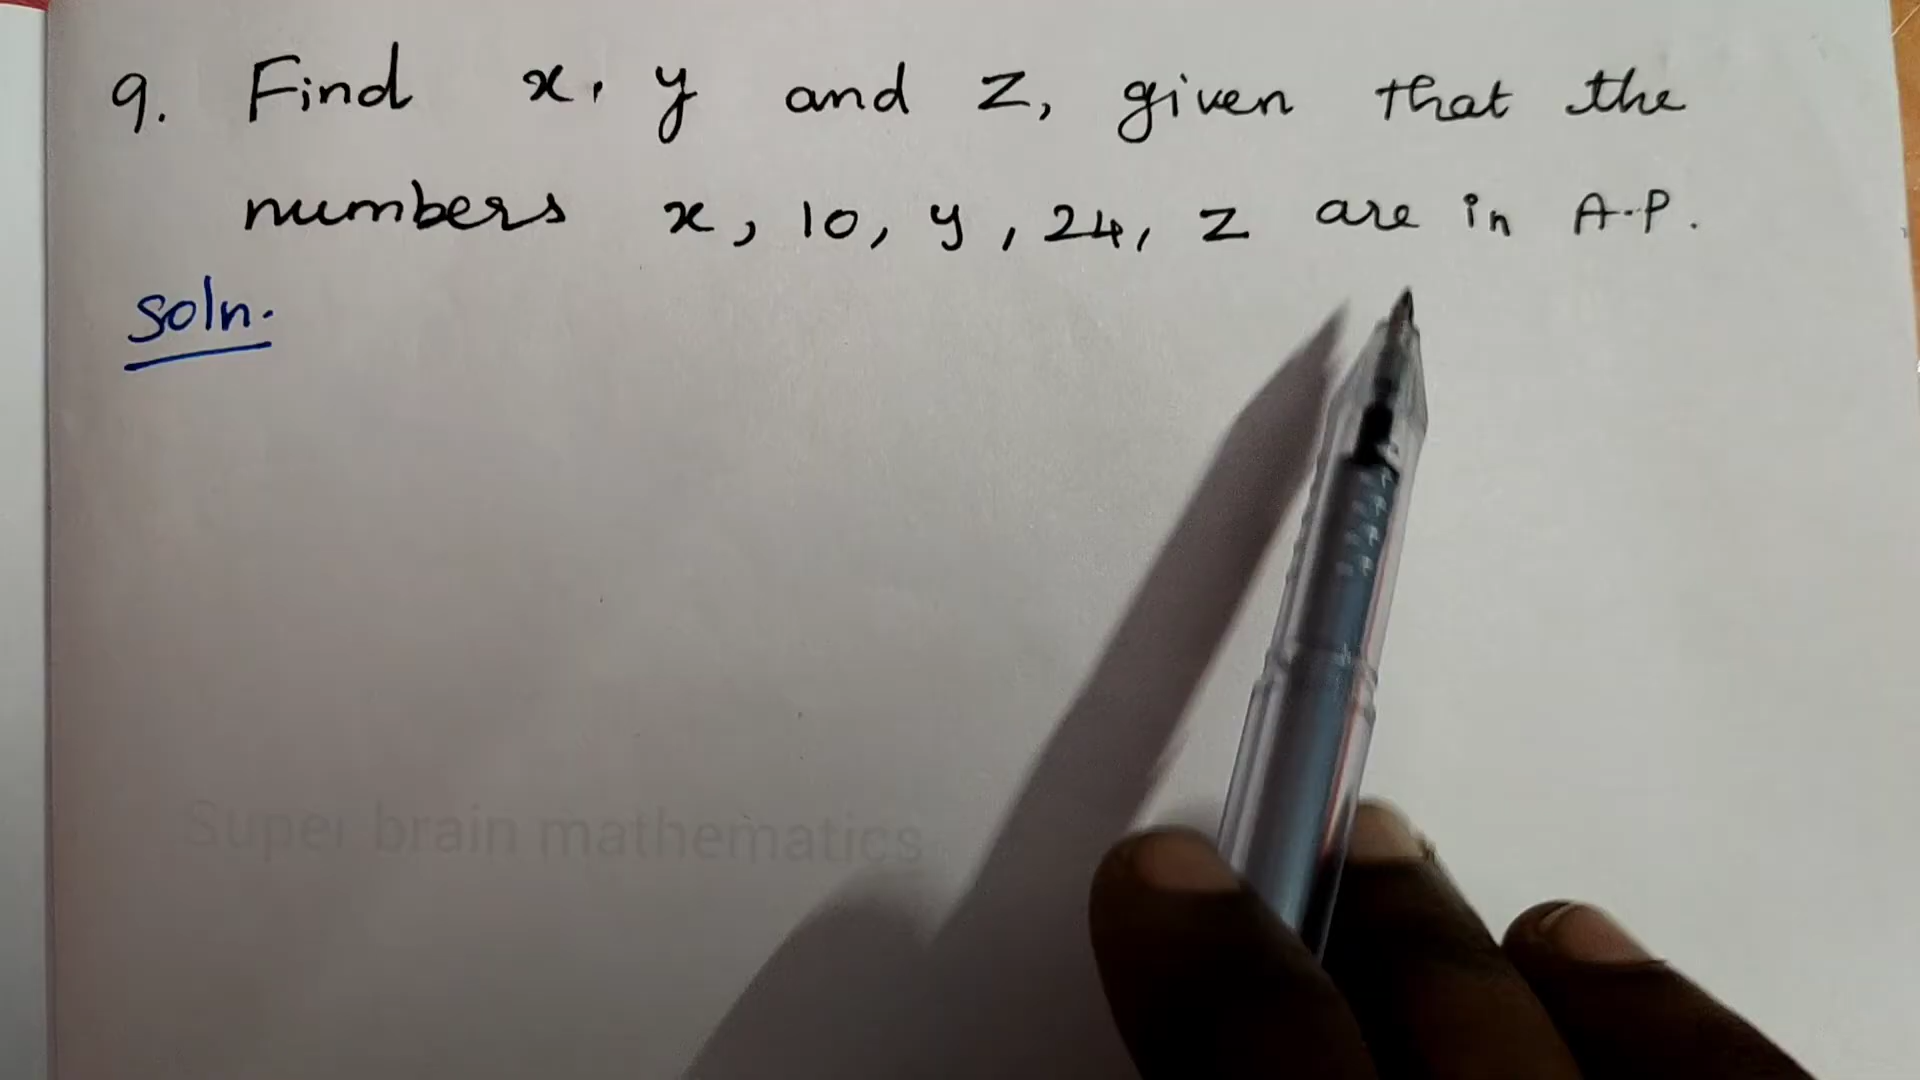 9. Find x, y and z, given that the
numbers x, 10, y, 24, z are in A.P.
Soln.
Super brain mathematics